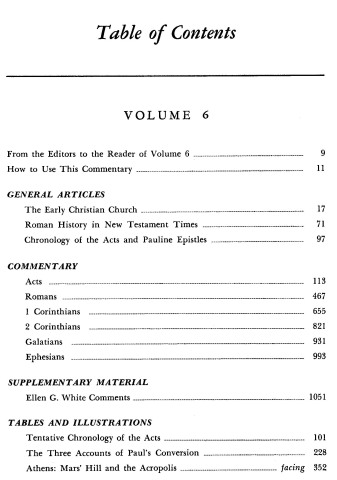 Table of Contents
VOLUME 6
From the Editors to the Reader of Volume 6 9
How to Use This Commentary 11
GENERAL ARTICLES
The Early Christian Church 17
Roman History in New Testament Times 71
Chronology of the Acts and Pauline Epistles 97
COMMENTARY
Acts 113
Romans 467
1 Corinthians 655
2 Corinthians 821
Galatians 931
Ephesians 993
SUPPLEMENTARY MATERIAL
Ellen G. White Comments 1051
TABLES AND ILLUSTRATIONS
Tentative Chronology of the Acts 101
The Three Accounts of Paul's Conversion 228
Athens: Mars' Hill and the Acropolis facing 352